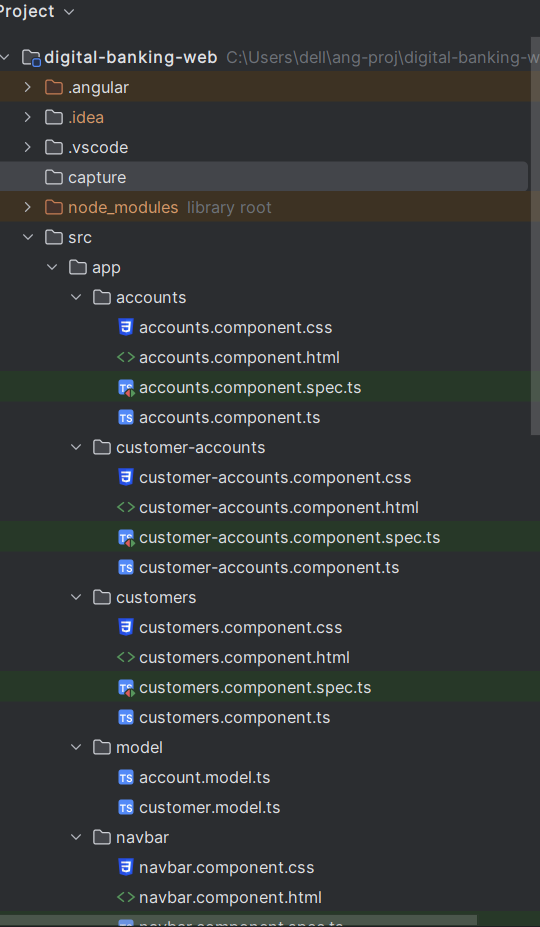 Project
digital-banking-web C:\Users\dell\ang-proj\digital-banking-w
.angular
.idea
.vscode
capture
node_modules library root
src
app
accounts
accounts.component.css
accounts.component.html
accounts.component.spec.ts
accounts.component.ts
customer-accounts
customer-accounts.component.css
customer-accounts.component.html
customer-accounts.component.spec.ts
customer-accounts.component.ts
customers
customers.component.css
customers.component.html
customers.component.spec.ts
customers.component.ts
model
account.model.ts
customer.model.ts
navbar
navbar.component.css
navbar.component.html